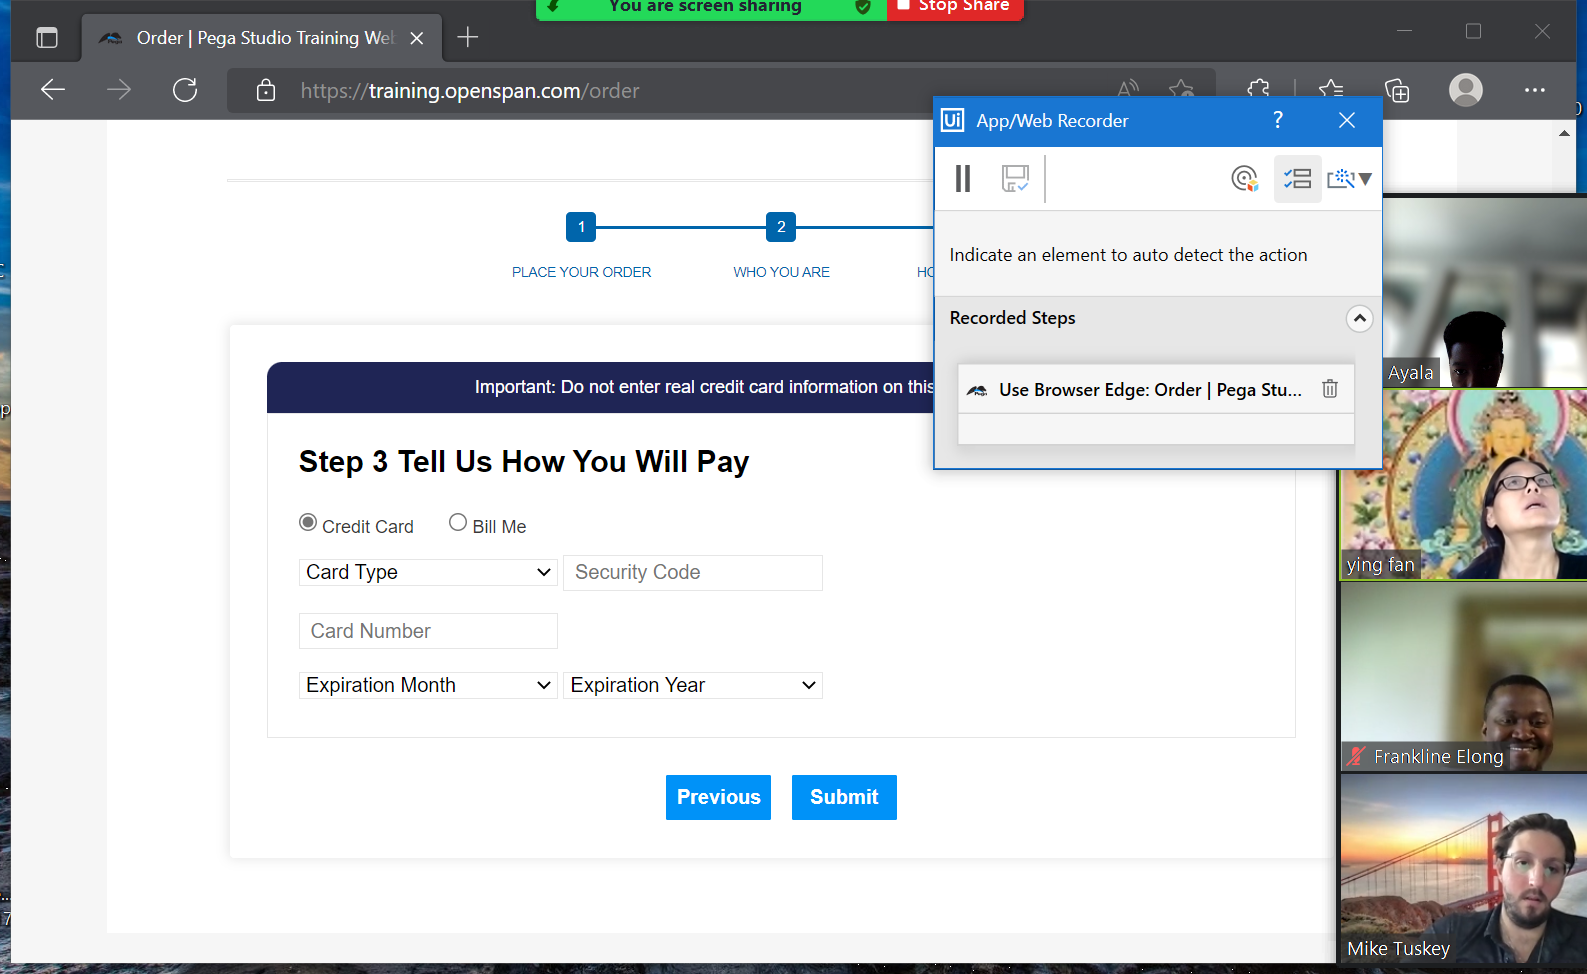 You are screen sharing
Stop Share
Order | Pega Studio Training Web
https://training.openspan.com/order
App/Web Recorder
?
Indicate an element to auto detect the action
Recorded Steps
Use Browser Edge: Order | Pega Stu...
1
2
PLACE YOUR ORDER
WHO YOU ARE
HO
Important: Do not enter real credit card information on this
Step 3 Tell Us How You Will Pay
Credit Card
Bill Me
Card Type
Security Code
Card Number
Expiration Month
Expiration Year
Previous
Submit
Ayala
ying fan
Frankline Elong
Mike Tuskey